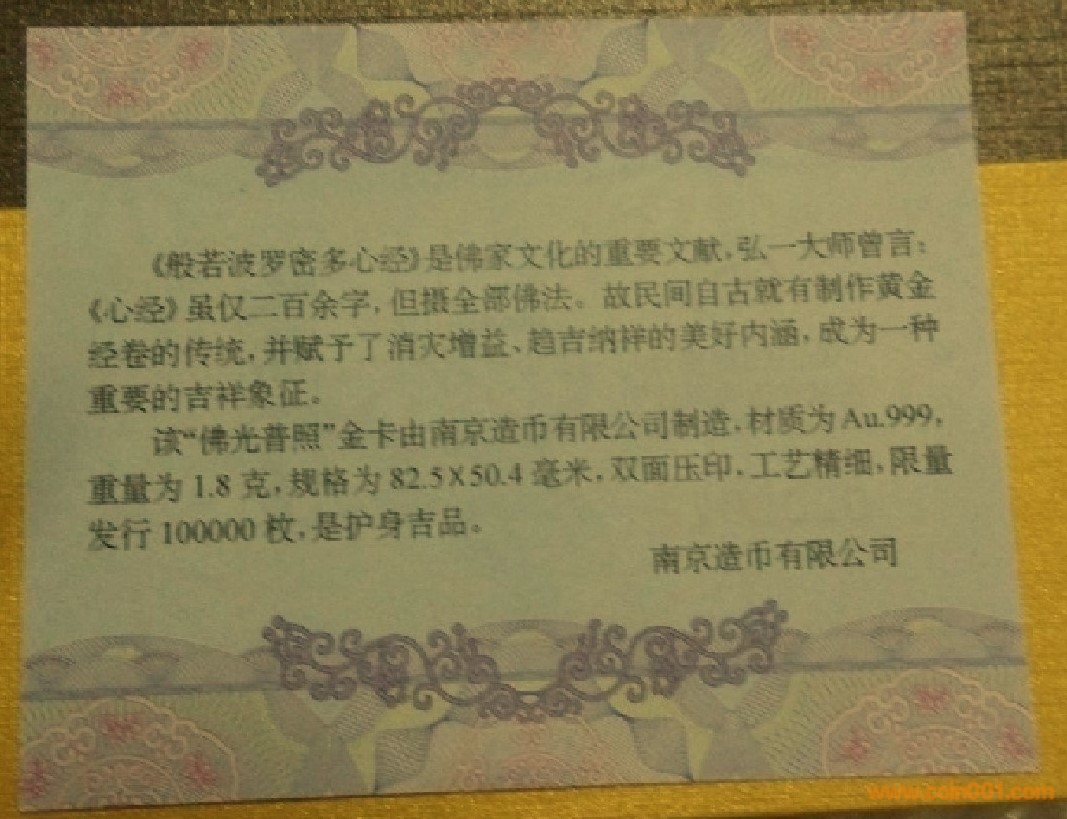 《般若波罗密多心经》是佛家文化的重要文献,弘一大师曾言:
《心经》虽仅二百余字,但摄全部佛法。故民间自古就有制作黄金
经卷的传统,并赋予了消灾增益、趋吉纳祥的美好内涵,成为一种
重要的吉祥象征。
该“佛光普照”金卡由南京造币有限公司制造,材质为Au.999,
重量为1.8克,规格为82.5X50.4毫米,双面压印,工艺精细,限量
发行100000枚,是护身吉品。
南京造币有限公司
www.coin001.com